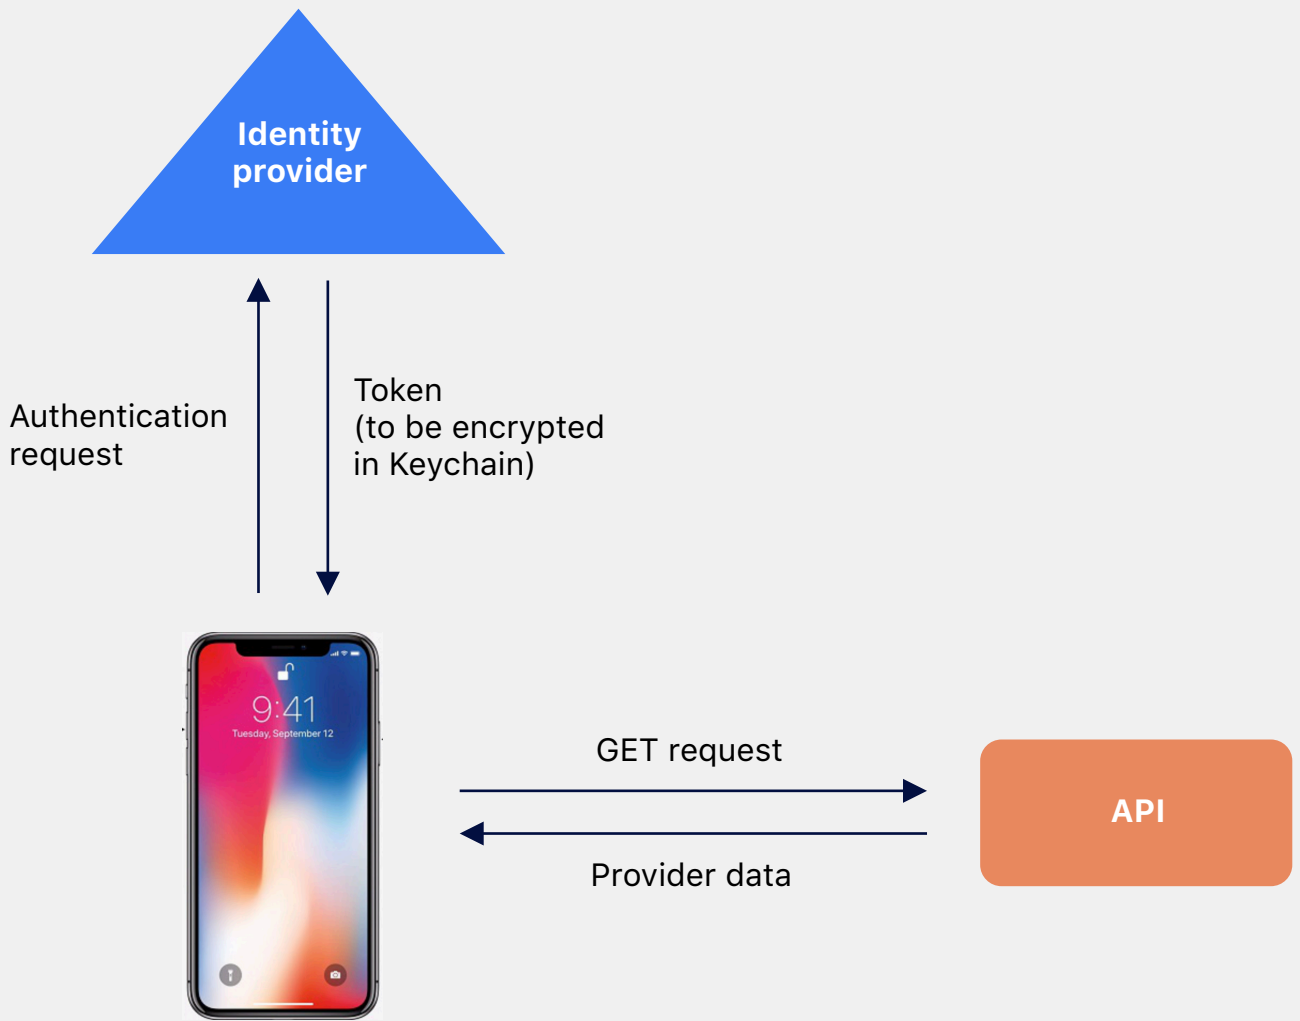 Identity
provider
Authentication
request
Token
(to be encrypted
in Keychain)
9:41
Tuesday, September 12
GET request
Provider data
API